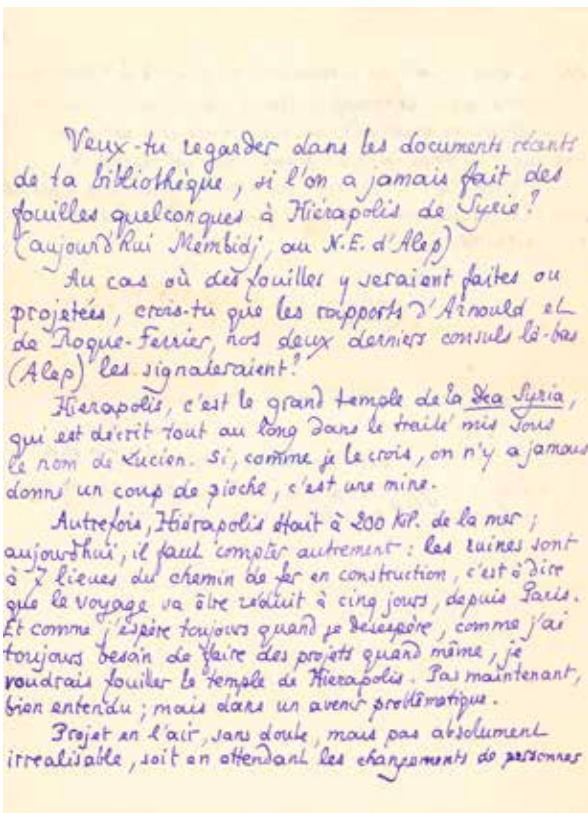 Veux-tu regarder dans les documents récents
de ta bibliothèque, si l'on a jamais fait des
fouilles quelconques à Hiérapolis de Syrie?
(aujourd'hui Membidj, au N.E. d'Alep)
Au cas où des fouilles y seraient faites ou
projetées, crois-tu que les rapports d'Arnould et
de Roque-Ferrier, nos deux derniers consuls là-bas
(Alep) les signaleraient?
Hierapolis, c'est le grand temple de la Dea Syria,
qui est décrit tout au long dans le traité mis sous
le nom de Lucien. Si, comme je le crois, on n'y a jamais
donné un coup de pioche, c'est une mine.
Autrefois, Hiérapolis était à 200 kil. de la mer ;
aujourd'hui, il faut compter autrement : les ruines sont
à 7 lieues du chemin de fer en construction, c'est à dire
que le voyage va être réduit à cinq jours, depuis Paris.
Et comme j'espère toujours quand je désespère, comme j'ai
toujours besoin de faire des projets quand même, je
voudrais fouiller le temple de Hierapolis. Pas maintenant,
bien entendu ; mais dans un avenir problématique.
Projet en l'air, sans doute, mais pas absolument
irréalisable, soit en attendant les changements de personnes